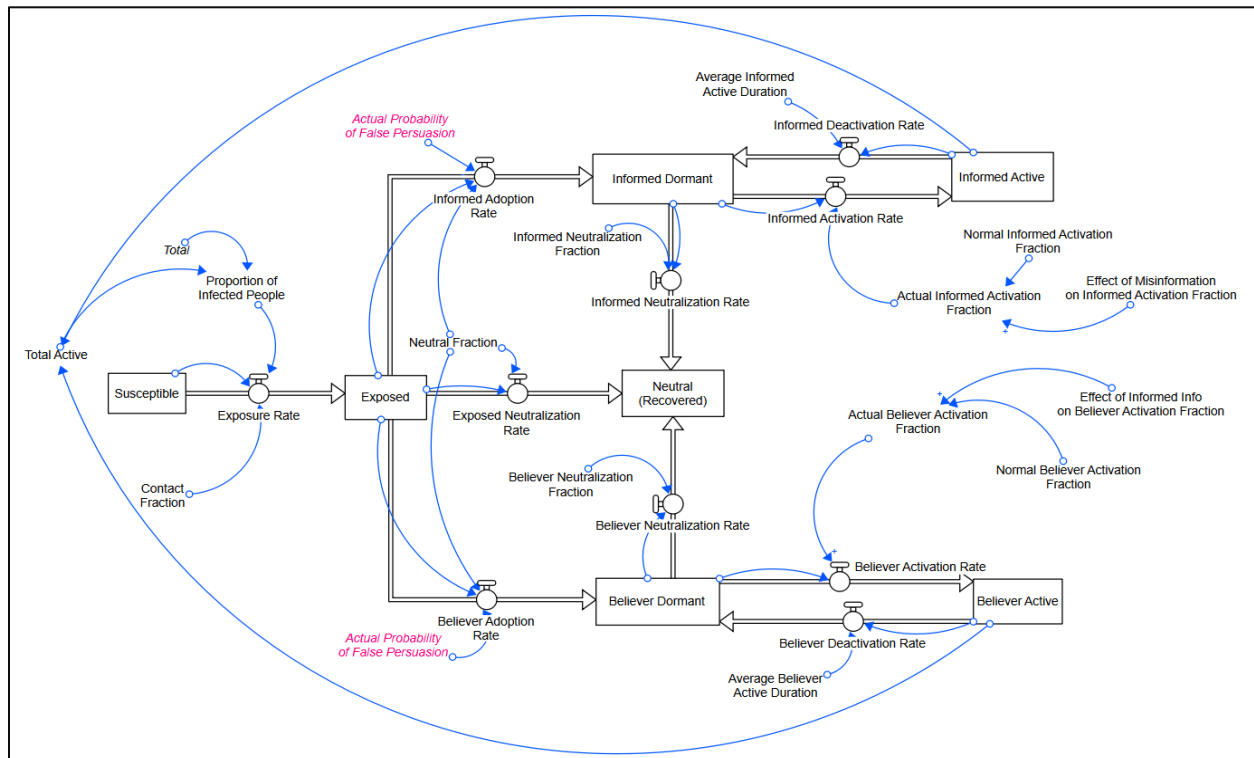 Average Informed
Active Duration
Informed Deactivation Rate
Actual Probability
of False Persuasion
Informed Dormant
Informed Active
Informed Adoption
Rate
Informed Activation Rate
Informed Neutralization
Fraction
Normal Informed Activation
Fraction
Total
Proportion of
Infected People
Effect of Misinformation
on Informed Activation Fraction
Actual Informed Activation
Fraction
Informed Neutralization Rate
+
Total Active
Neutral Fraction
Susceptible
Exposure Rate
Exposed
Exposed Neutralization
Rate
Neutral
(Recovered)
+
Effect of Informed Info
on Believer Activation Fraction
Actual Believer Activation
Fraction
Normal Believer Activation
Fraction
Contact
Fraction
Believer Neutralization
Fraction
Believer Neutralization Rate
+
Believer Activation Rate
Believer Dormant
Believer Active
Believer Adoption
Rate
Actual Probability
of False Persuasion
Believer Deactivation Rate
Average Believer
Active Duration